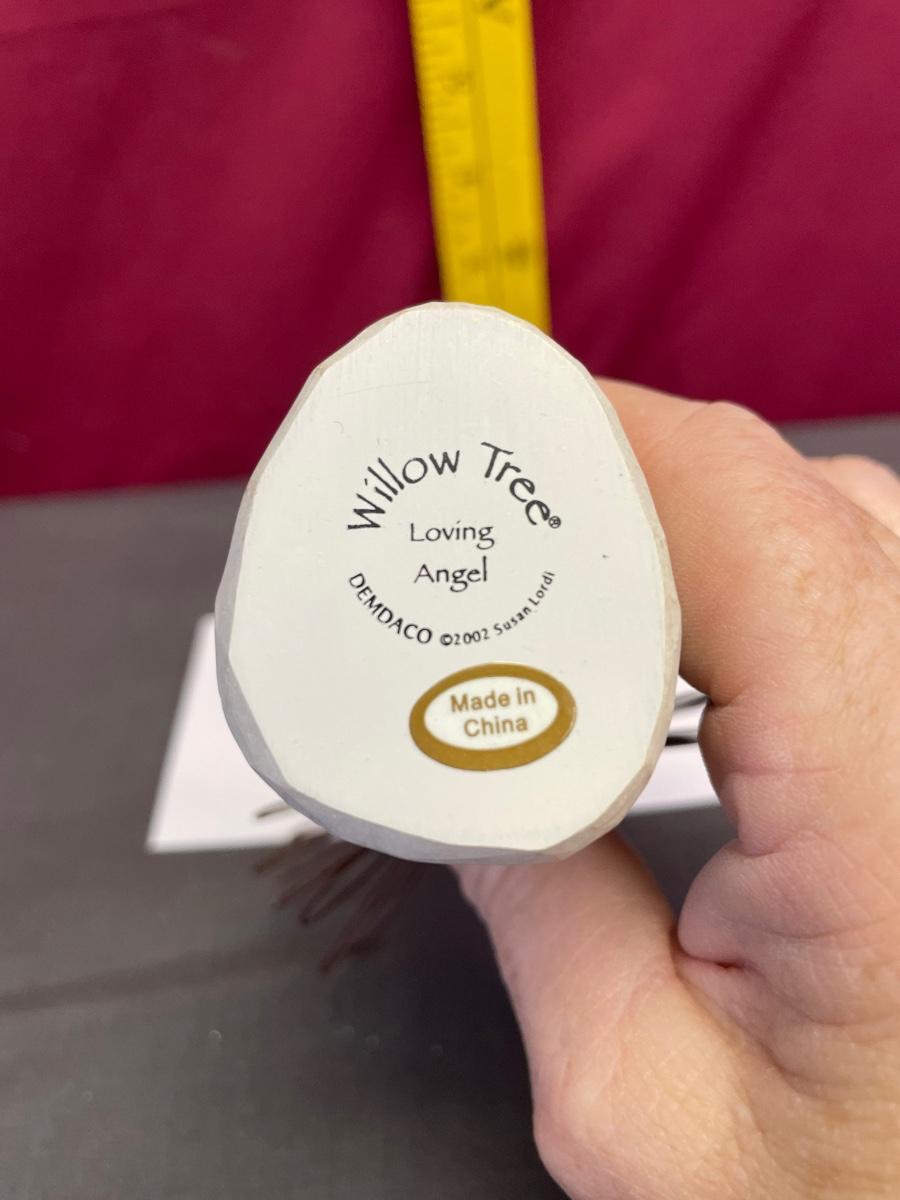 Willow Tree®
Loving
Angel
DEMDACO ©2002 Susan Lordi
Made in
China